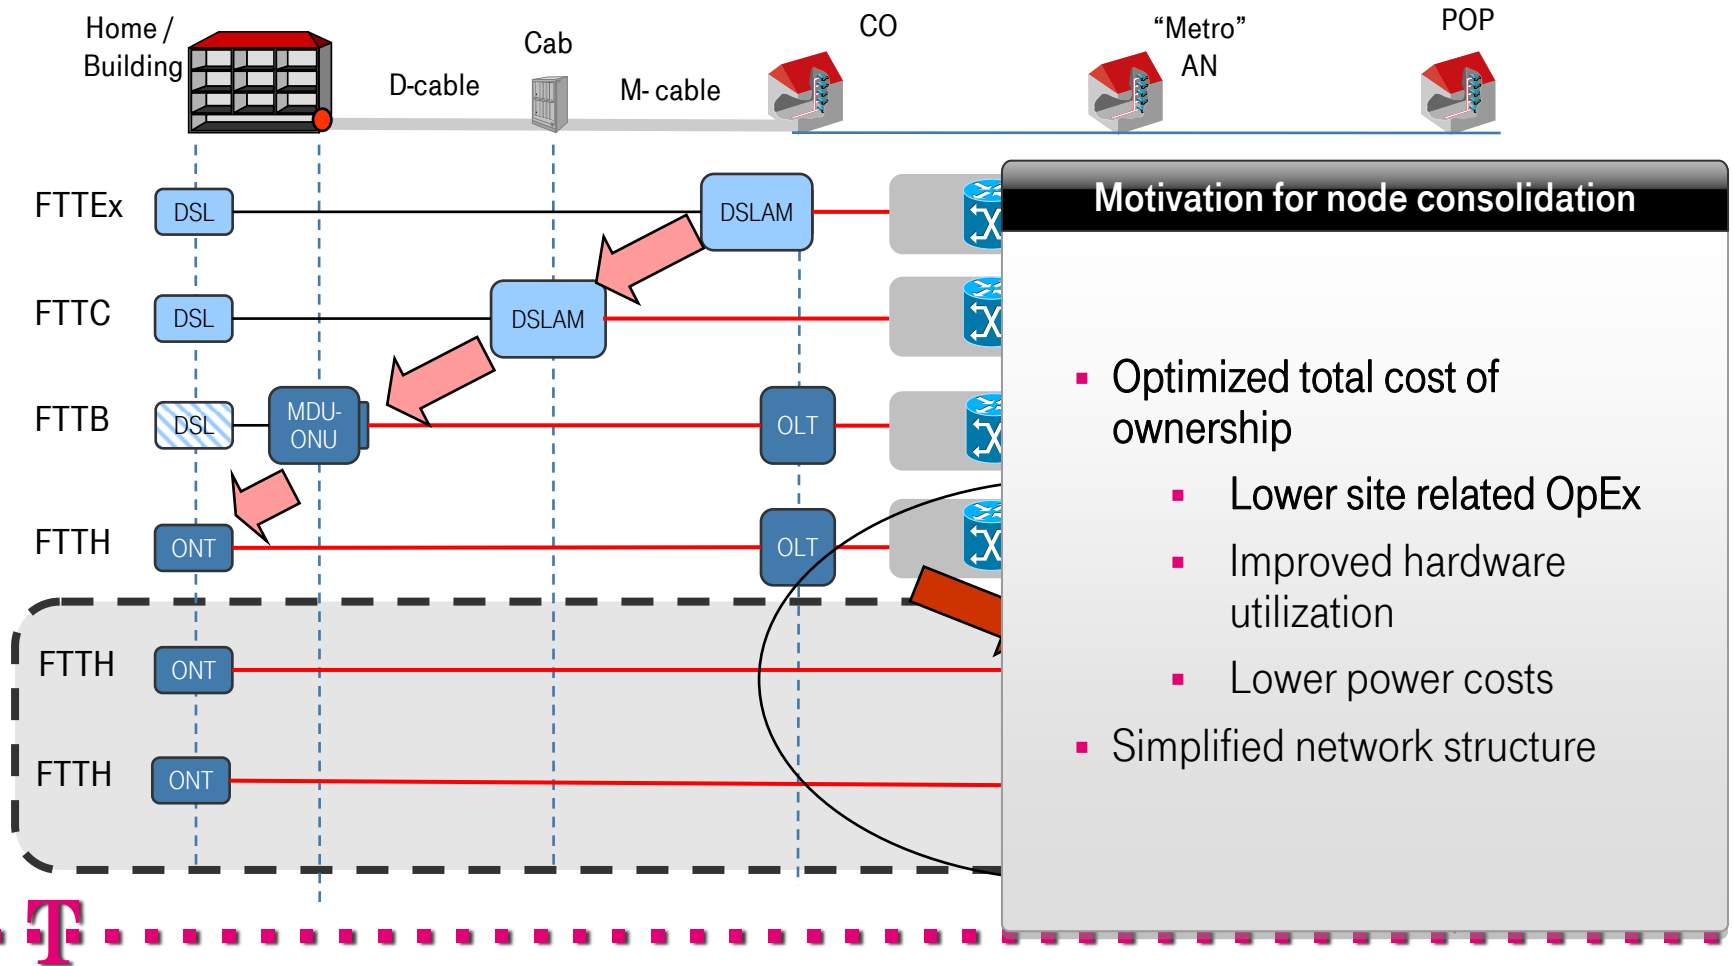 Home /
Building
D-cable
Cab
M- cable
CO
“Metro”
AN
POP
FTTEx
DSL
DSLAM
FTTC
DSL
DSLAM
FTTB
DSL
MDU-
ONU
OLT
FTTH
ONT
OLT
FTTH
ONT
FTTH
ONT
Motivation for node consolidation
▪ Optimized total cost of
ownership
▪ Lower site related OpEx
▪ Improved hardware
utilization
▪ Lower power costs
▪ Simplified network structure
T